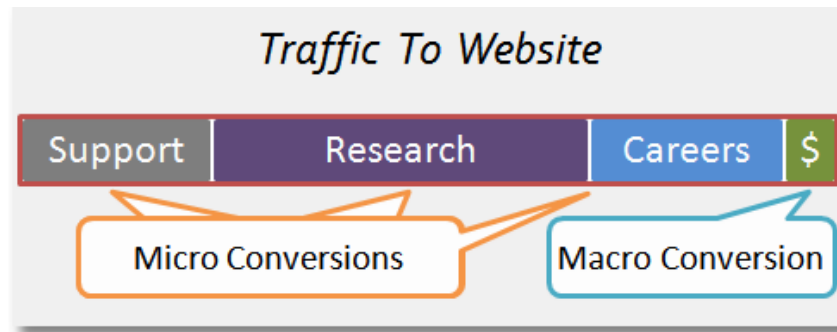 Traffic To Website
Support Research Careers $
Micro Conversions Macro Conversion